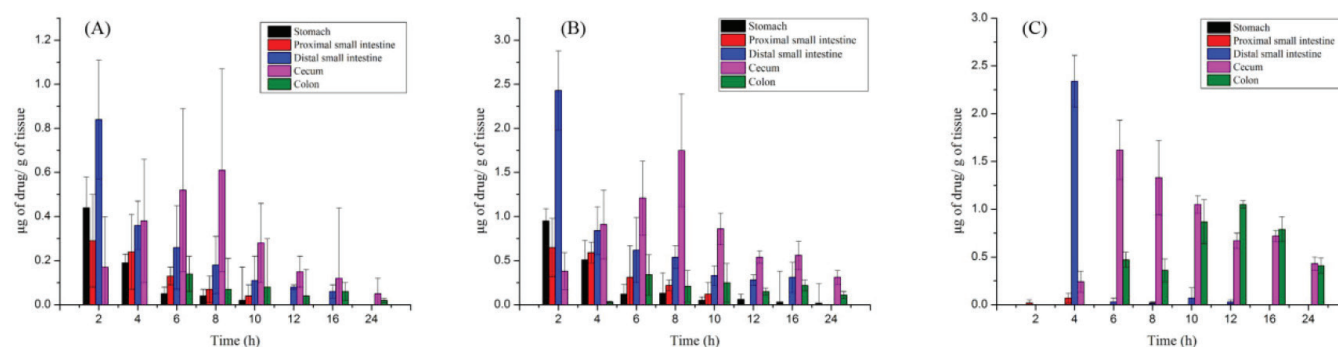 (A)
Stomach
Proximal small intestine
Distal small intestine
Cecum
Colon
µg of drug/ g of tissue
1.2
1.0
0.8
0.6
0.4
0.2
0.0
2 4 6 8 10 12 16 24
Time (h)
(B)
Stomach
Proximal small intestine
Distal small intestine
Cecum
Colon
µg of drug/ g of tissue
3.0
2.5
2.0
1.5
1.0
0.5
0.0
2 4 6 8 10 12 16 24
Time (h)
(C)
Stomach
Proximal small intestine
Distal small intestine
Cecum
Colon
µg of drug/ g of tissue
3.0
2.5
2.0
1.5
1.0
0.5
0.0
2 4 6 8 10 12 16 24
Time (h)